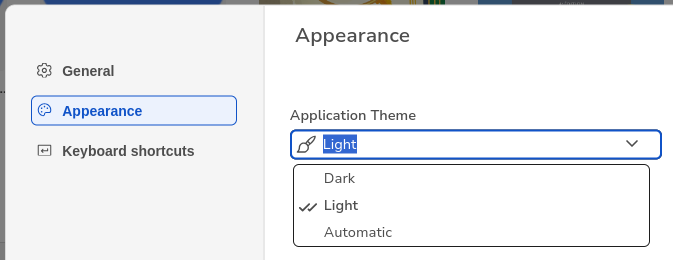 General
Appearance
Keyboard shortcuts
Appearance
Application Theme
Light
Dark
Light
Automatic